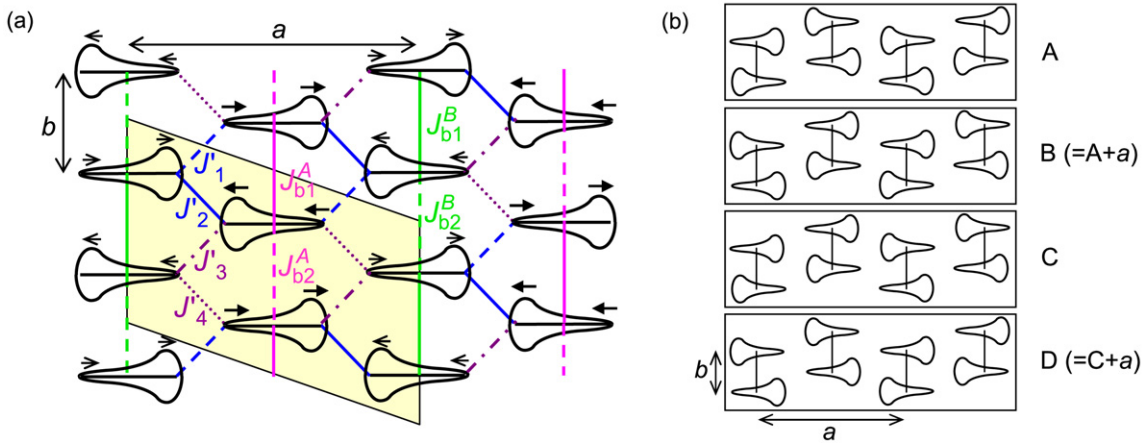 (a)
a
b
J'1
J'2
J'3
J'4
J^A_b1
J^A_b2
J^B_b1
J^B_b2
(b)
A
B (=A+a)
C
D (=C+a)
b
a